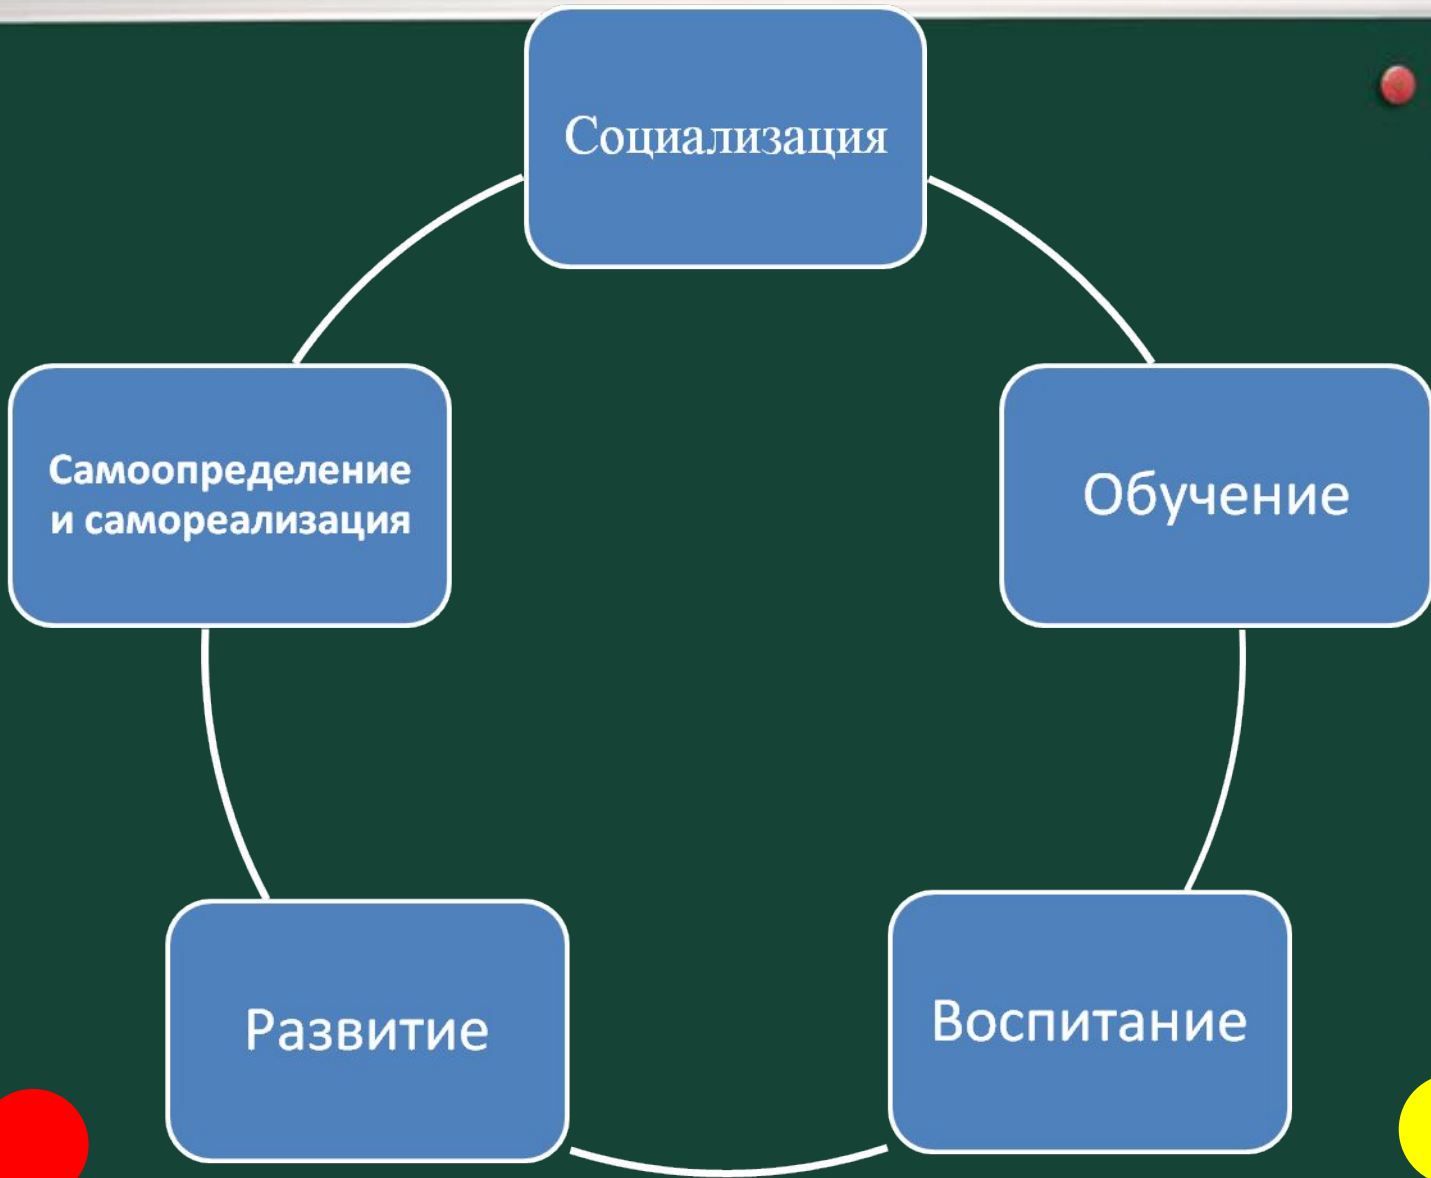 Социализация
Обучение
Воспитание
Развитие
Самоопределение
и самореализация